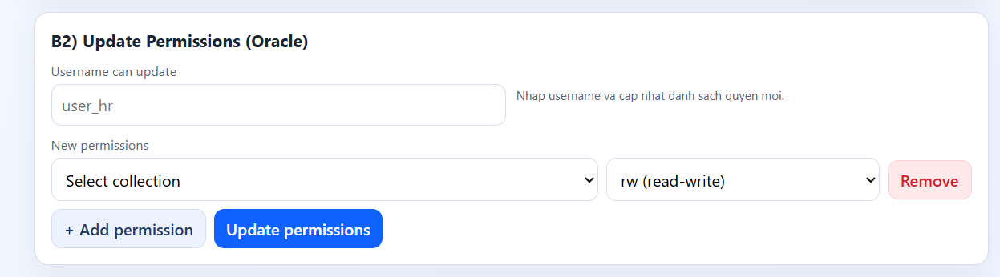 B2) Update Permissions (Oracle)
Username can update
user_hr
Nhap username va cap nhat danh sach quyen moi.
New permissions
Select collection
rw (read-write)
Remove
+ Add permission
Update permissions